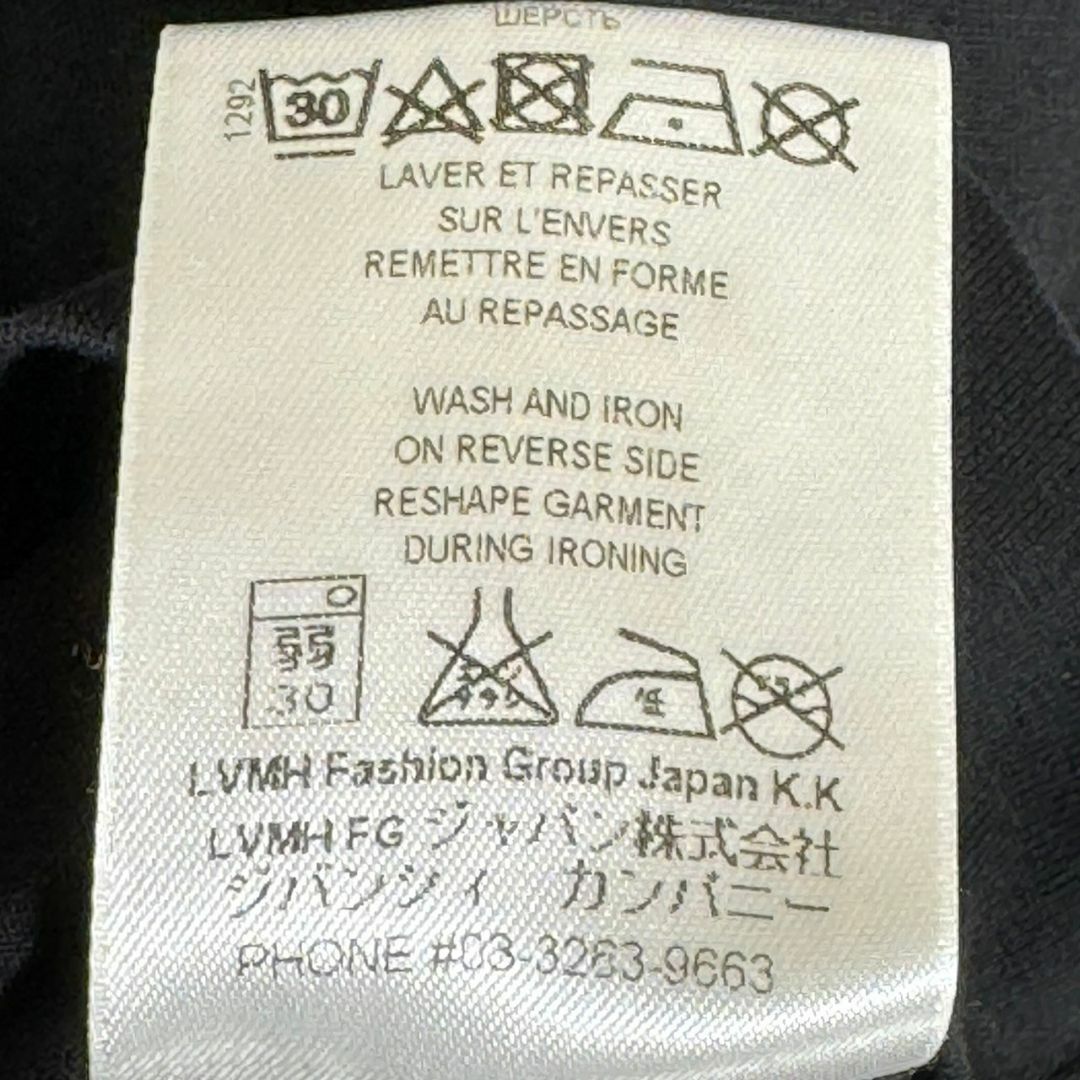 ШЕРСТЬ
1292
30
LAVER ET REPASSER
SUR L'ENVERS
REMETTRE EN FORME
AU REPASSAGE
WASH AND IRON
ON REVERSE SIDE
RESHAPE GARMENT
DURING IRONING
弱
30
低
LVMH Fashion Group Japan K.K
LVMH FG ジャパン株式会社
ジバンシィ カンパニー
PHONE #03-3263-9663